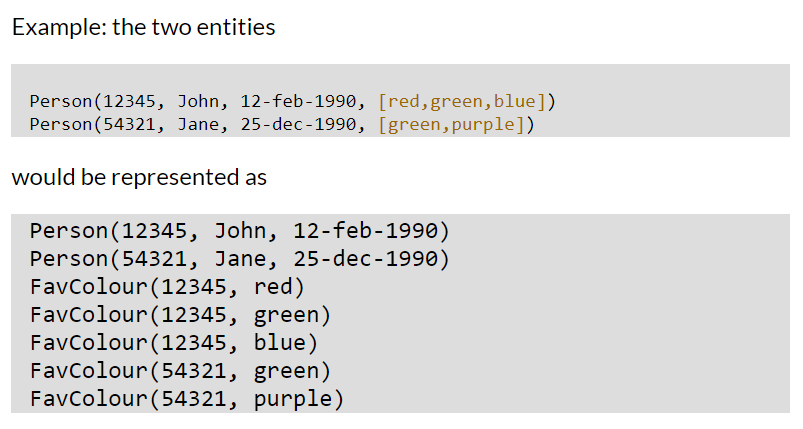 Example: the two entities
Person(12345, John, 12-feb-1990, [red,green,blue])
Person(54321, Jane, 25-dec-1990, [green,purple])
would be represented as
Person(12345, John, 12-feb-1990)
Person(54321, Jane, 25-dec-1990)
FavColour(12345, red)
FavColour(12345, green)
FavColour(12345, blue)
FavColour(54321, green)
FavColour(54321, purple)